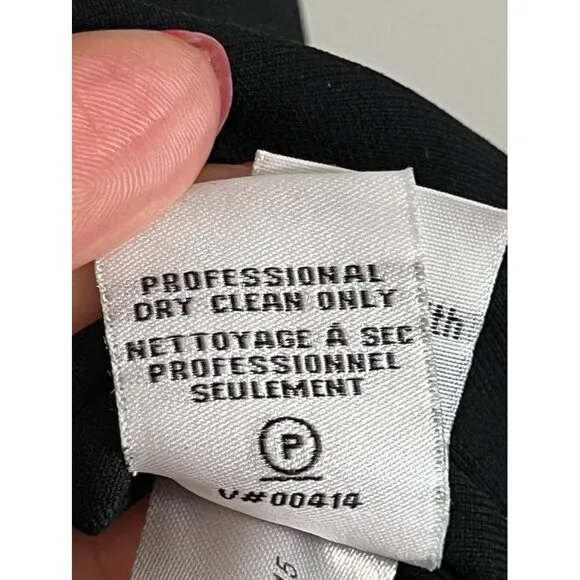 PROFESSIONAL
DRY CLEAN ONLY
NETTOYAGE À SEC
PROFESSIONNEL
SEULEMENT
P
V#00414